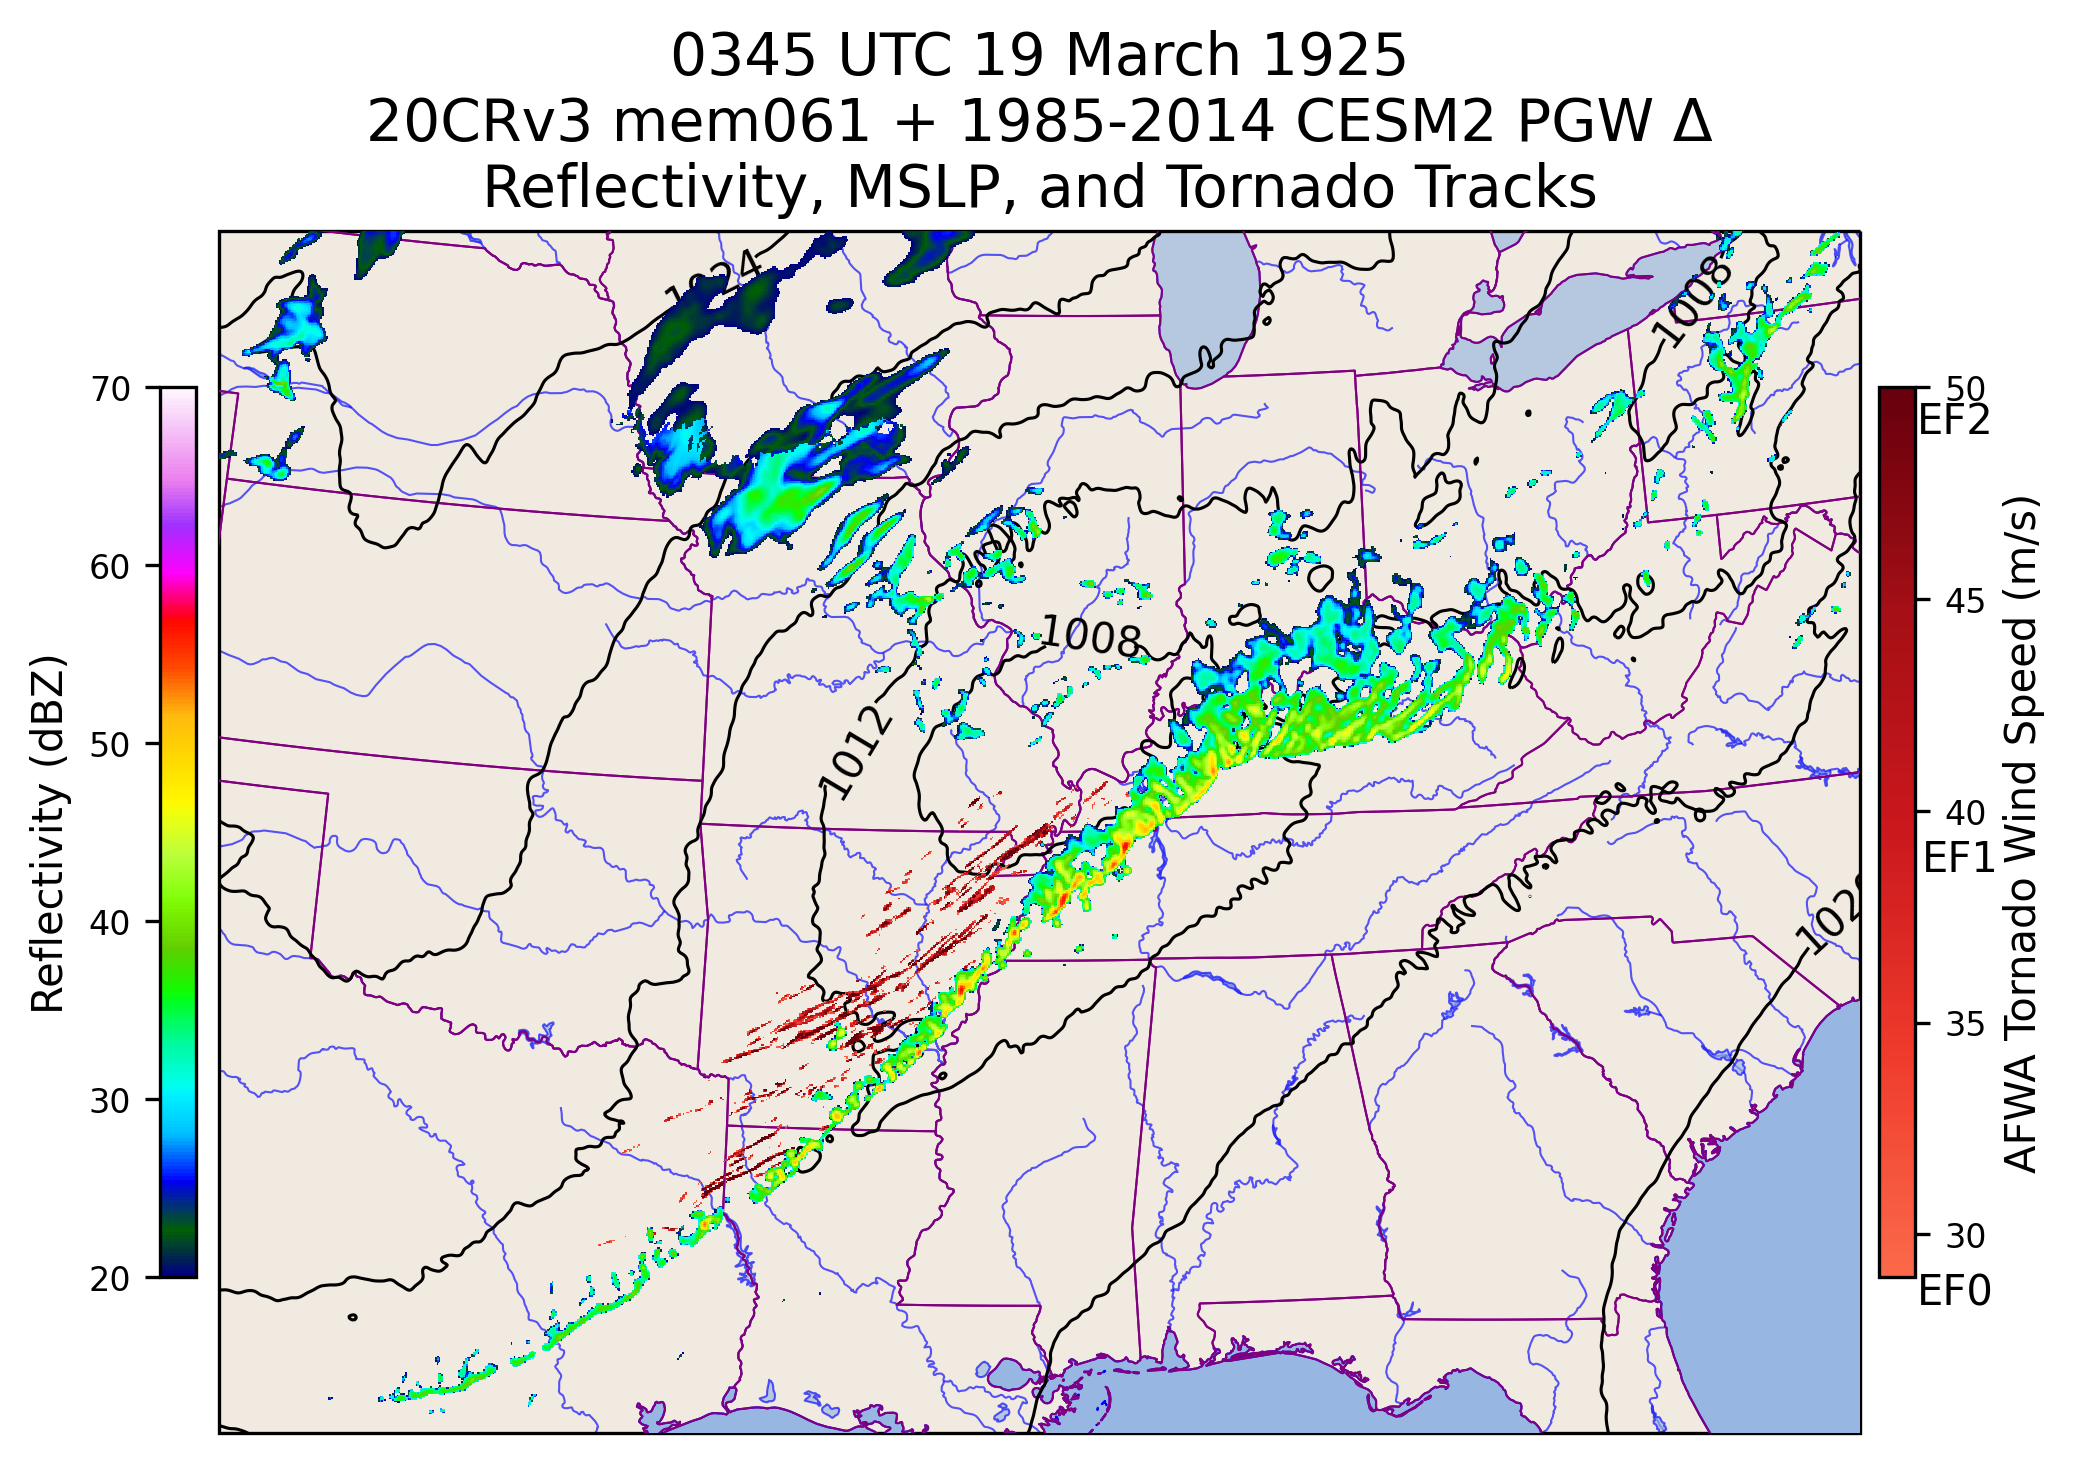 0345 UTC 19 March 1925
20CRv3 mem061 + 1985-2014 CESM2 PGW Δ
Reflectivity, MSLP, and Tornado Tracks
1008
1008
1012
70
60
50
40
30
20
Reflectivity (dBZ)
50
EF2
45
40
EF1
35
30
EF0
AFWA Tornado Wind Speed (m/s)